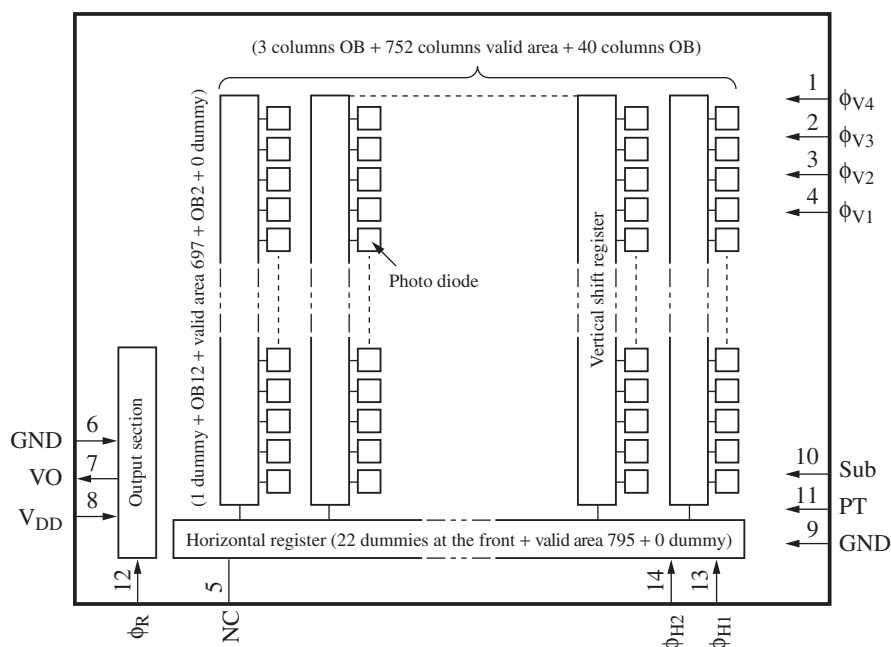 (3 columns OB + 752 columns valid area + 40 columns OB)
(1 dummy + OB12 + valid area 697 + OB2 + 0 dummy)
Photo diode
Vertical shift register
1 ϕV4
2 ϕV3
3 ϕV2
4 ϕV1
Output section
GND 6
VO 7
VDD 8
10 Sub
11 PT
9 GND
Horizontal register (22 dummies at the front + valid area 795 + 0 dummy)
12 ϕR
5 NC
14 ϕH2
13 ϕH1